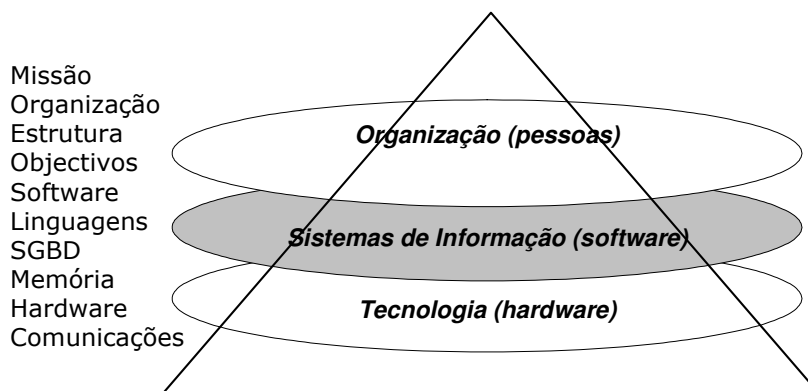 Missão
Organização
Estrutura
Objectivos
Software
Linguagens
SGBD
Memória
Hardware
Comunicações
Organização (pessoas)
Sistemas de Informação (software)
Tecnologia (hardware)